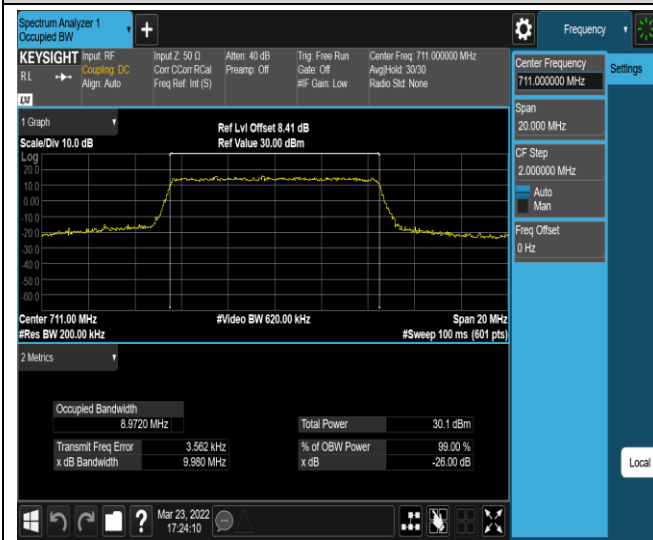 Spectrum Analyzer 1
Occupied BW
+
Frequency
KEYSIGHT
Input: RF
Coupling: DC
Align: Auto
Input Z: 50 Ω
Corr CCorr RCal
Freq Ref: Int (S)
Atten: 40 dB
Preamp: Off
Trig: Free Run
Gate: Off
#IF Gain: Low
Center Freq: 711.000000 MHz
Avg|Hold: 30/30
Radio Std: None
RL
LXI
Center Frequency
711.000000 MHz
Settings
Span
20.000 MHz
CF Step
2.000000 MHz
Auto
Man
Freq Offset
0 Hz
1 Graph
Scale/Div 10.0 dB
Ref Lvl Offset 8.41 dB
Ref Value 30.00 dBm
Log
20.0
10.0
0.00
-10.0
-20.0
-30.0
-40.0
-50.0
-60.0
Center 711.00 MHz
#Video BW 620.00 kHz
Span 20 MHz
#Res BW 200.00 kHz
#Sweep 100 ms (601 pts)
2 Metrics
Occupied Bandwidth
8.9720 MHz
Total Power 30.1 dBm
Transmit Freq Error 3.562 kHz
% of OBW Power 99.00 %
x dB Bandwidth 9.980 MHz
x dB -26.00 dB
Local
?
Mar 23, 2022
17:24:10